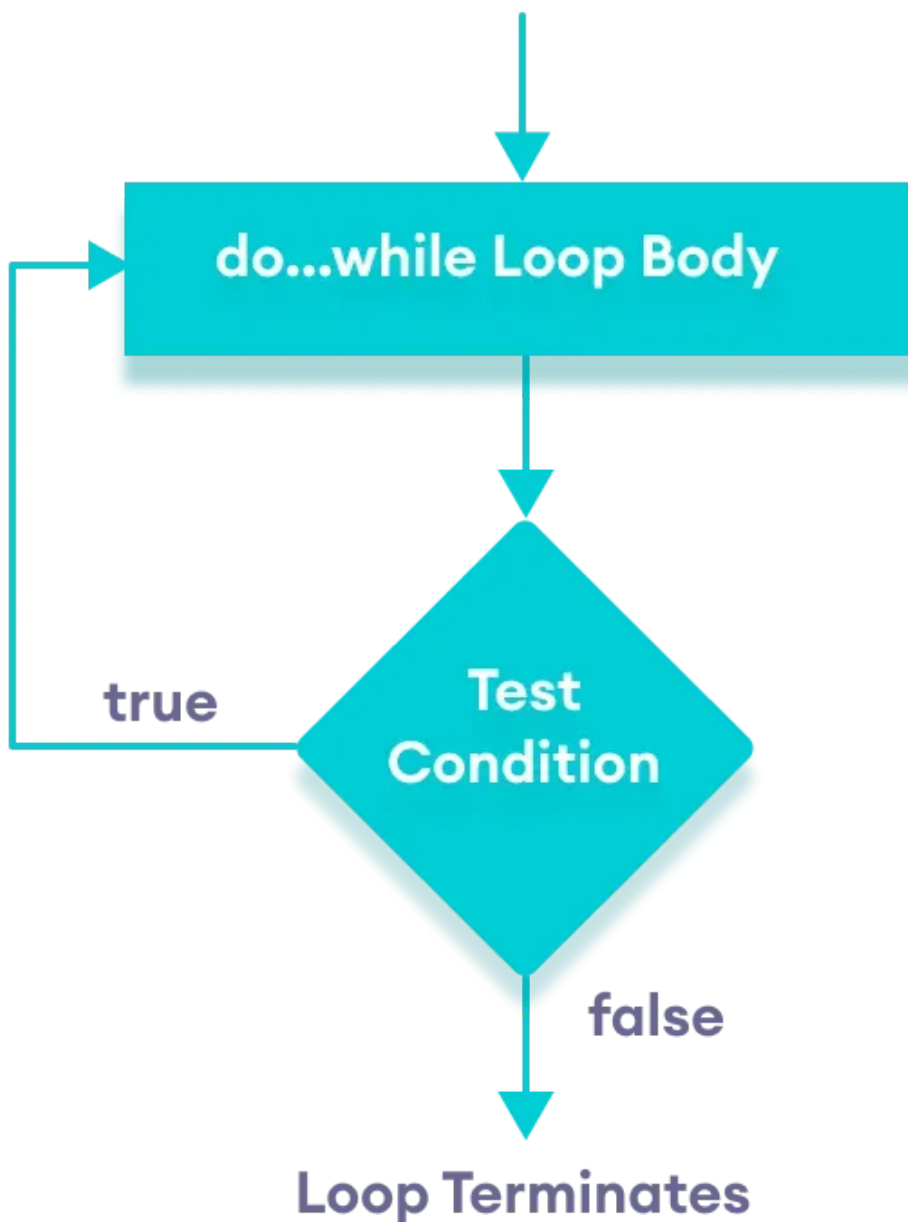 do...while Loop Body
true
Test
Condition
false
Loop Terminates